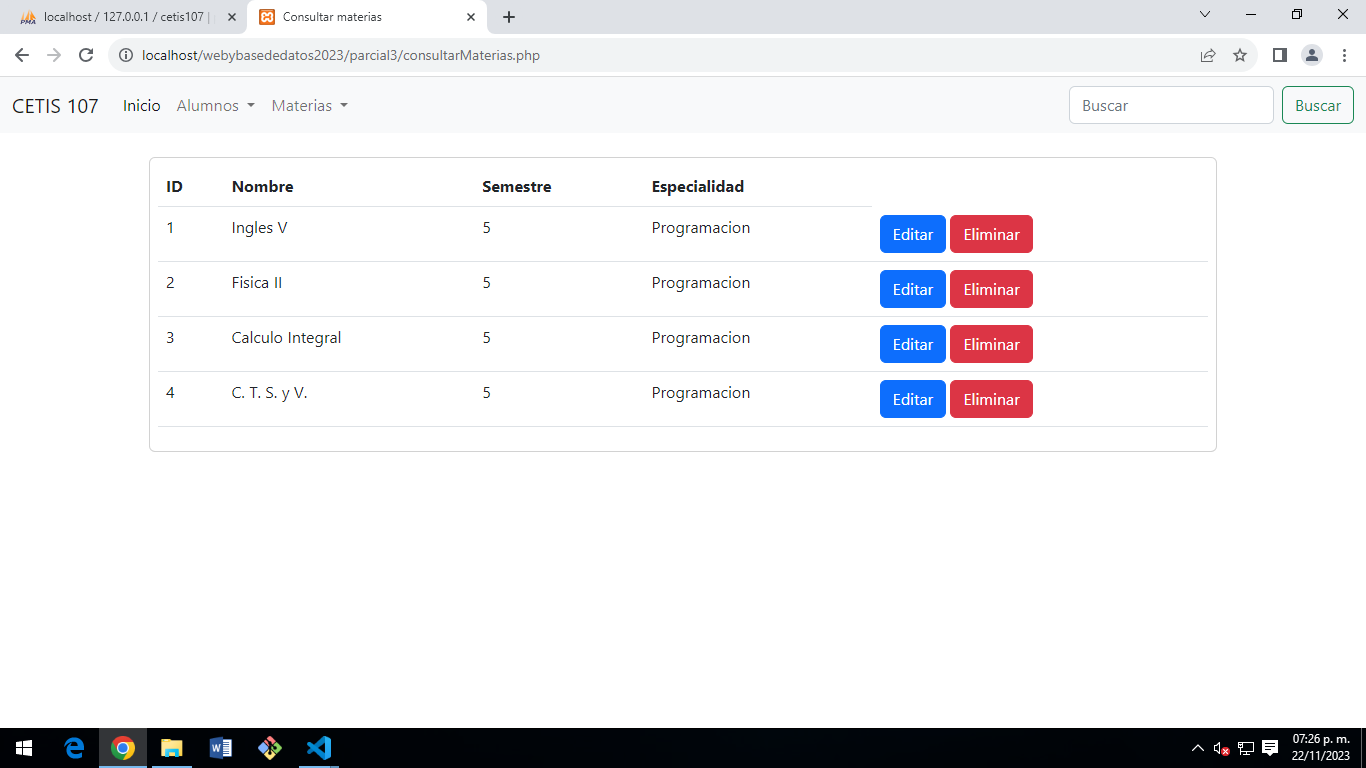 localhost / 127.0.0.1 / cetis107 |
Consultar materias
localhost/webybasededatos2023/parcial3/consultarMaterias.php
CETIS 107 Inicio Alumnos Materias Buscar Buscar
ID Nombre Semestre Especialidad
1 Ingles V 5 Programacion Editar Eliminar
2 Fisica II 5 Programacion Editar Eliminar
3 Calculo Integral 5 Programacion Editar Eliminar
4 C. T. S. y V. 5 Programacion Editar Eliminar
07:26 p. m.
22/11/2023